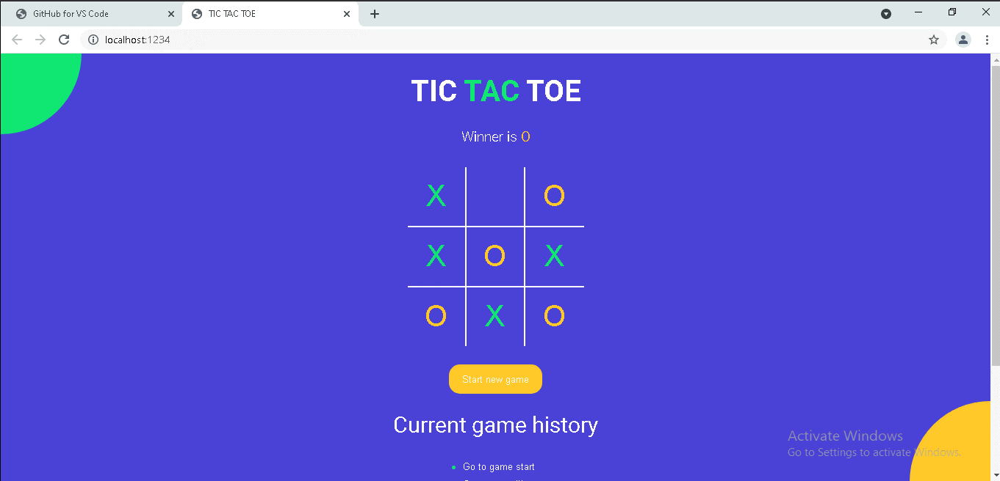 GitHub for VS Code
TIC TAC TOE
localhost:1234
TIC TAC TOE
Winner is O
X O
X O X
O X O
Start new game
Current game history
Go to game start
Activate Windows
Go to Settings to activate Windows.